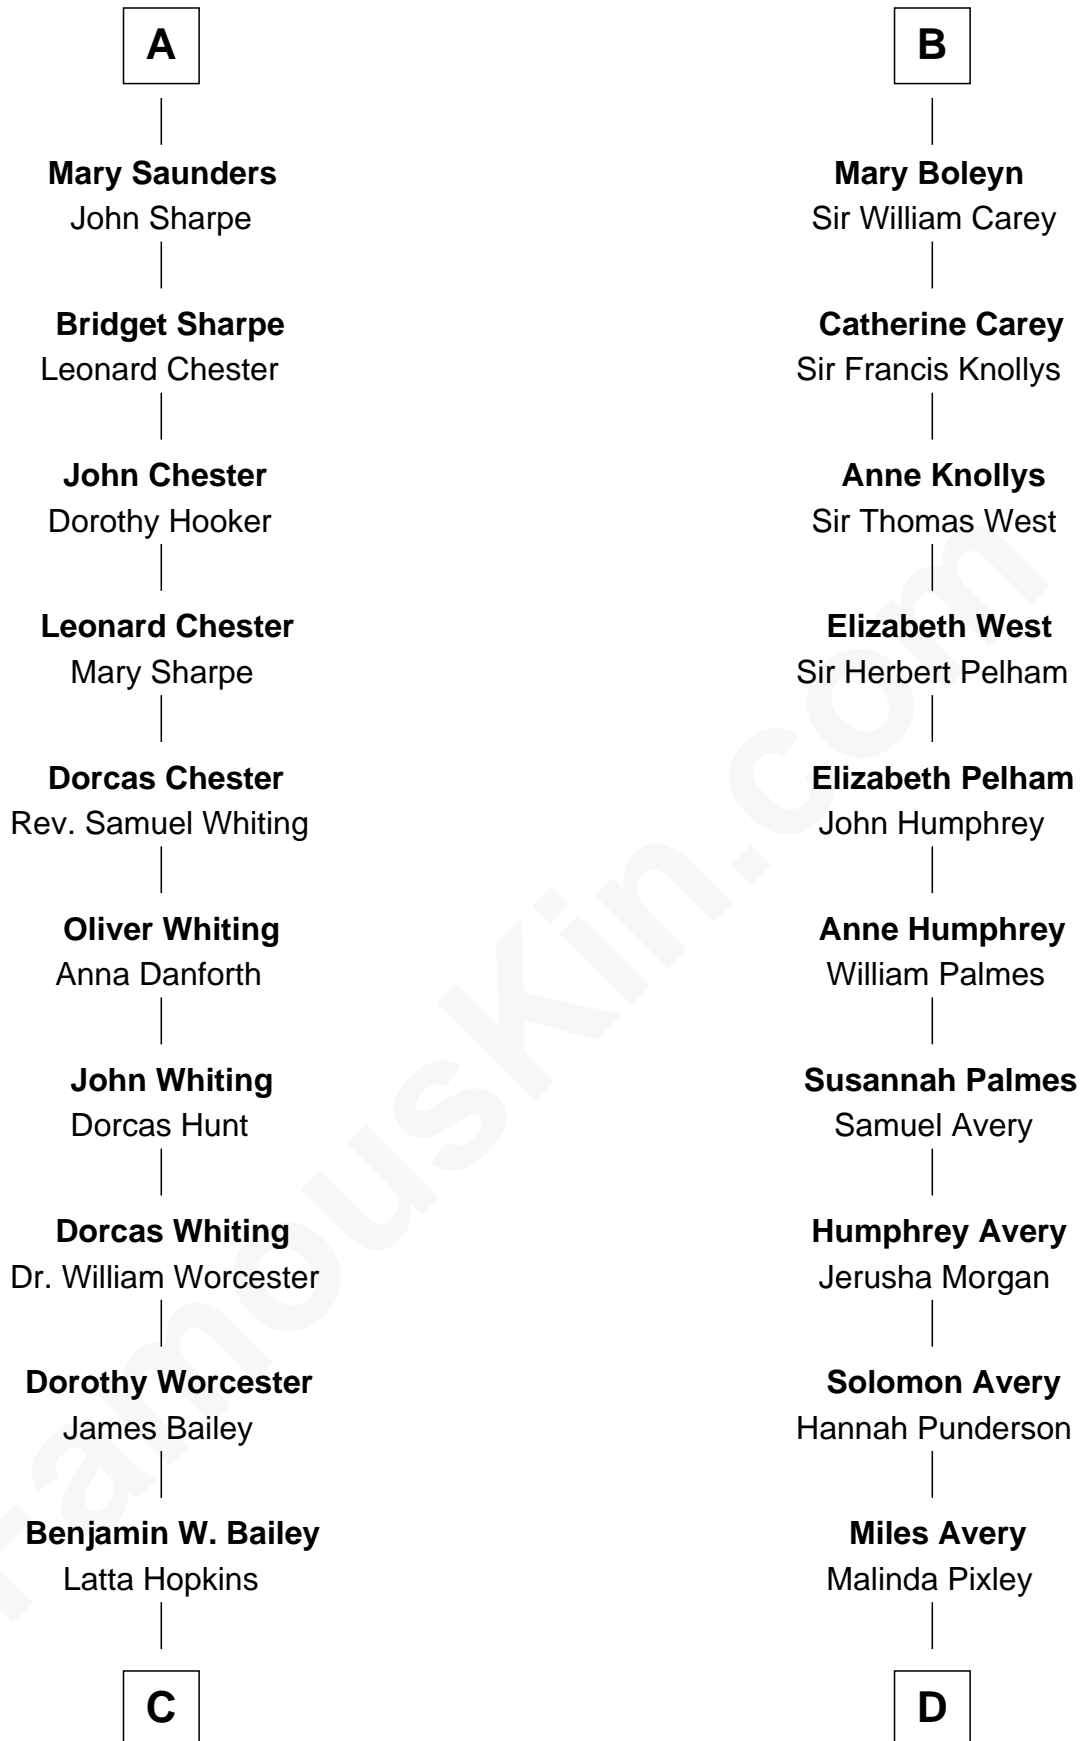 A
Mary Saunders
John Sharpe
Bridget Sharpe
Leonard Chester
John Chester
Dorothy Hooker
Leonard Chester
Mary Sharpe
Dorcas Chester
Rev. Samuel Whiting
Oliver Whiting
Anna Danforth
John Whiting
Dorcas Hunt
Dorcas Whiting
Dr. William Worcester
Dorothy Worcester
James Bailey
Benjamin W. Bailey
Latta Hopkins
C
B
Mary Boleyn
Sir William Carey
Catherine Carey
Sir Francis Knollys
Anne Knollys
Sir Thomas West
Elizabeth West
Sir Herbert Pelham
Elizabeth Pelham
John Humphrey
Anne Humphrey
William Palmes
Susannah Palmes
Samuel Avery
Humphrey Avery
Jerusha Morgan
Solomon Avery
Hannah Punderson
Miles Avery
Malinda Pixley
D
FamousKin.com